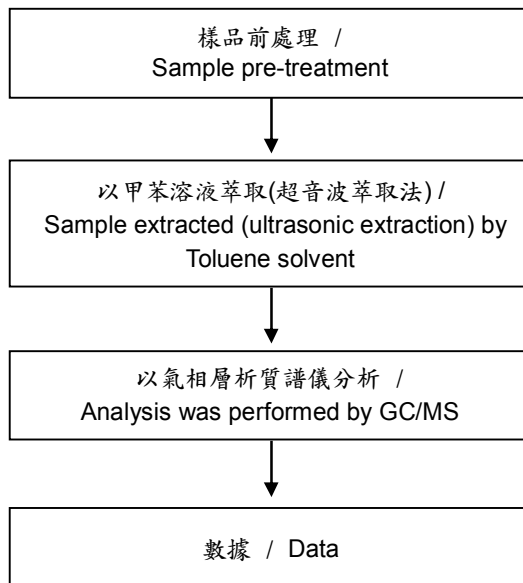 樣品前處理 /
Sample pre-treatment
以甲苯溶液萃取(超音波萃取法) /
Sample extracted (ultrasonic extraction) by
Toluene solvent
以氣相層析質譜儀分析 /
Analysis was performed by GC/MS
數據 / Data